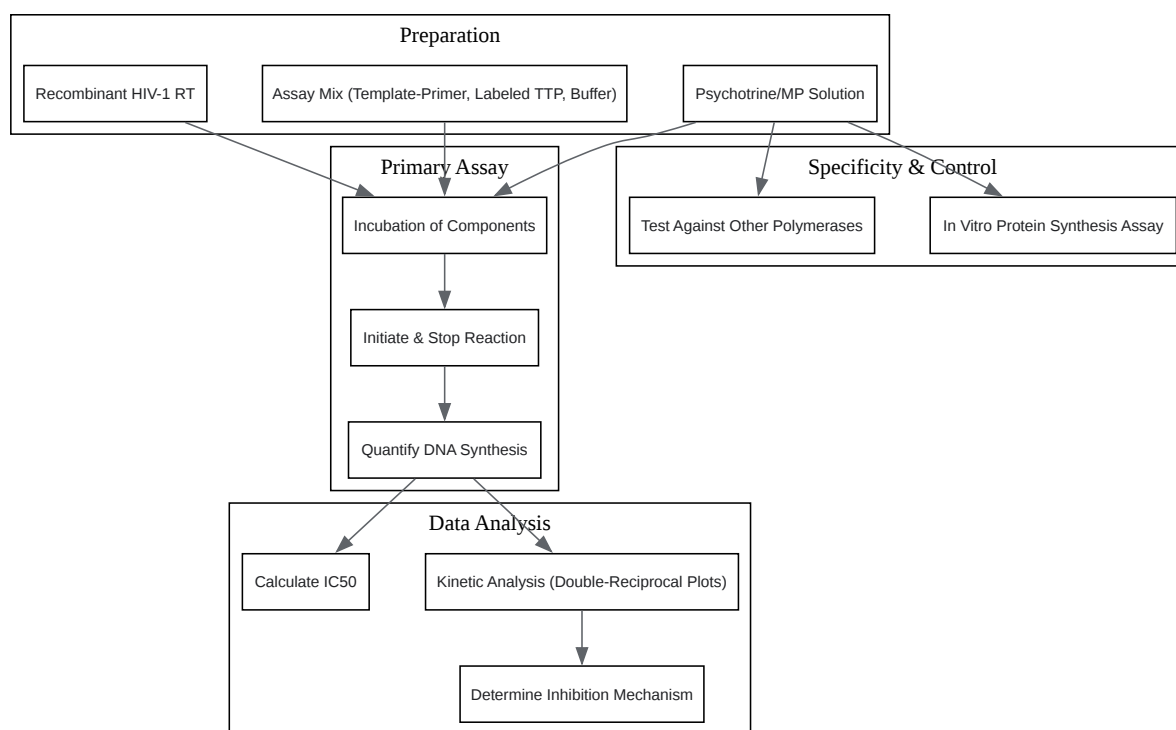 Preparation
Recombinant HIV-1 RT
Assay Mix (Template-Primer, Labeled TTP, Buffer)
Psychotrine/MP Solution
Primary Assay
Specificity & Control
Incubation of Components
Test Against Other Polymerases
In Vitro Protein Synthesis Assay
Initiate & Stop Reaction
Quantify DNA Synthesis
Data Analysis
Calculate IC50
Kinetic Analysis (Double-Reciprocal Plots)
Determine Inhibition Mechanism